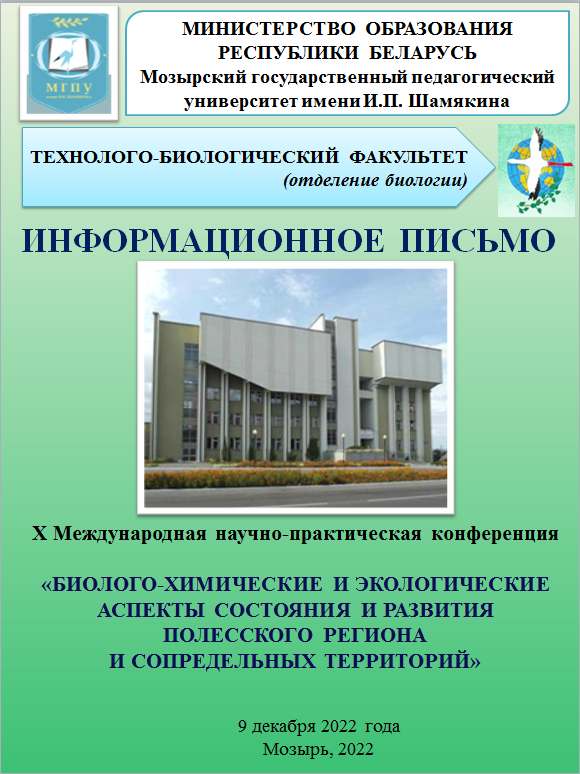 МГПУ
МИНИСТЕРСТВО ОБРАЗОВАНИЯ
РЕСПУБЛИКИ БЕЛАРУСЬ
Мозырский государственный педагогический
университет имени И.П. Шамякина
ТЕХНОЛОГО-БИОЛОГИЧЕСКИЙ ФАКУЛЬТЕТ
(отделение биологии)
ИНФОРМАЦИОННОЕ ПИСЬМО
X Международная научно-практическая конференция
«БИОЛОГО-ХИМИЧЕСКИЕ И ЭКОЛОГИЧЕСКИЕ
АСПЕКТЫ СОСТОЯНИЯ И РАЗВИТИЯ
ПОЛЕССКОГО РЕГИОНА
И СОПРЕДЕЛЬНЫХ ТЕРРИТОРИЙ»
9 декабря 2022 года
Мозырь, 2022